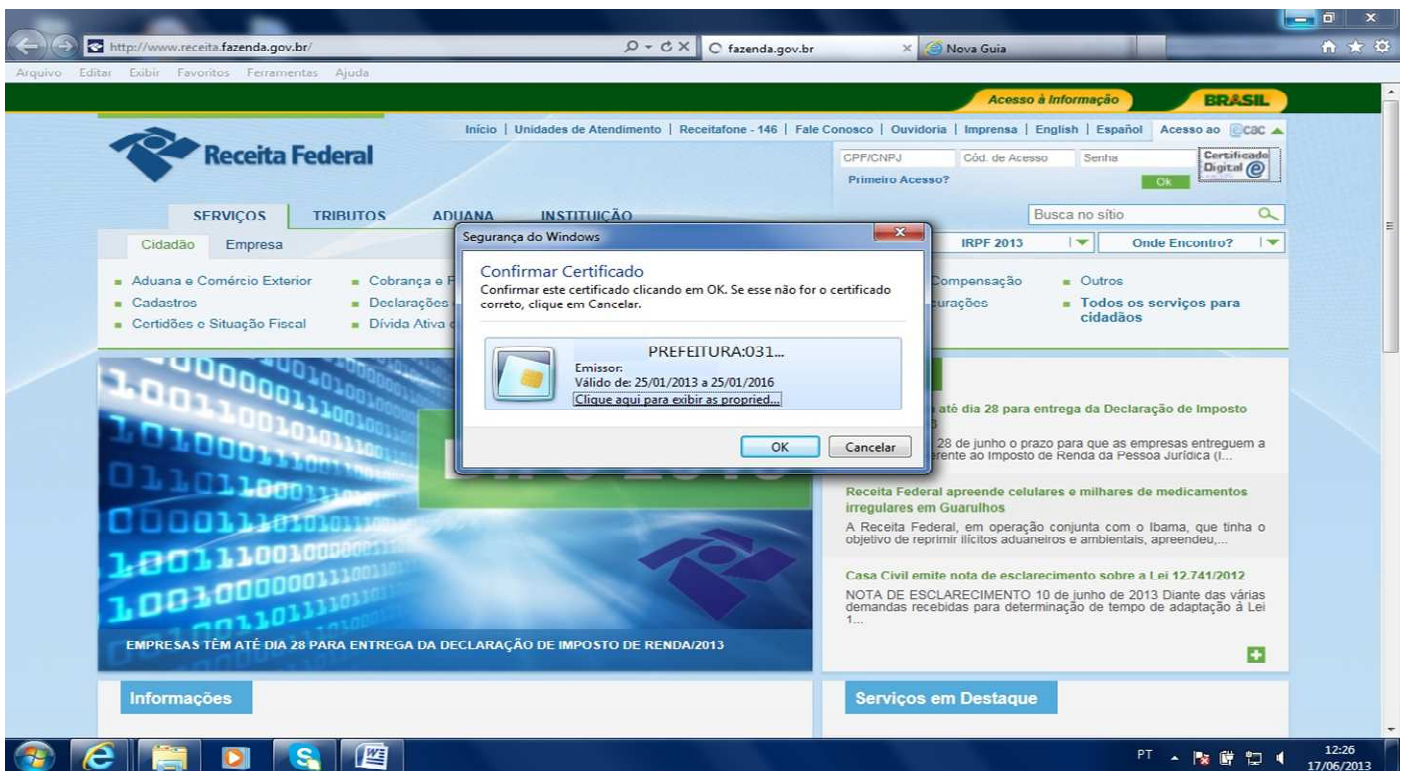 http://www.receita.fazenda.gov.br/
fazenda.gov.br
Nova Guia
Arquivo Editar Exibir Favoritos Ferramentas Ajuda
Acesso à Informação
BRASIL
Início | Unidades de Atendimento | Receitafone - 146 | Fale Conosco | Ouvidoria | Imprensa | English | Español
Acesso ao ecac
Receita Federal
CPF/CNPJ
Cód. de Acesso
Senha
Certificado
Digital
Primeiro Acesso?
Ok
SERVIÇOS TRIBUTOS ADUANA INSTITUIÇÃO
Busca no sítio
Cidadão Empresa
IRPF 2013
Onde Encontro?
Aduana e Comércio Exterior
Cadastros
Certidões e Situação Fiscal
Cobrança e F
Declarações
Dívida Ativa
Compensação
urações
Outros
Todos os serviços para
cidadãos
Segurança do Windows
Confirmar Certificado
Confirmar este certificado clicando em OK. Se esse não for o certificado
correto, clique em Cancelar.
PREFEITURA:031...
Emissor:
Válido de: 25/01/2013 a 25/01/2016
Clique aqui para exibir as propried...
OK
Cancelar
EMPRESAS TÊM ATÉ DIA 28 PARA ENTREGA DA DECLARAÇÃO DE IMPOSTO DE RENDA/2013
até dia 28 para entrega da Declaração de Imposto
28 de junho o prazo para que as empresas entreguem a
erente ao Imposto de Renda da Pessoa Jurídica (I...
Receita Federal apreende celulares e milhares de medicamentos
irregulares em Guarulhos
A Receita Federal, em operação conjunta com o Ibama, que tinha o
objetivo de reprimir ilícitos aduaneiros e ambientais, apreendeu,...
Casa Civil emite nota de esclarecimento sobre a Lei 12.741/2012
NOTA DE ESCLARECIMENTO 10 de junho de 2013 Diante das várias
demandas recebidas para determinação de tempo de adaptação à Lei
1...
Informações
Serviços em Destaque
PT
12:26
17/06/2013